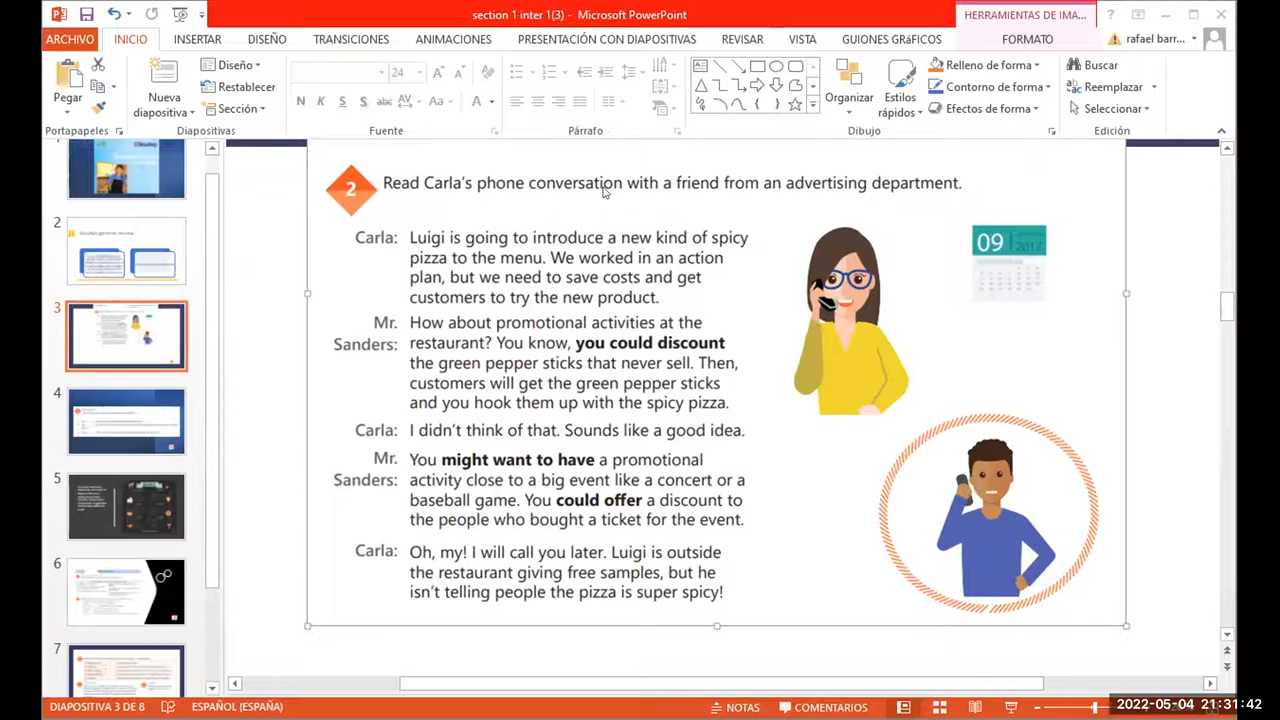 section 1 inter 1(3) - Microsoft PowerPoint
HERRAMIENTAS DE IMA...
ARCHIVO INICIO INSERTAR DISEÑO TRANSICIONES ANIMACIONES PRESENTACIÓN CON DIAPOSITIVAS REVISAR VISTA GUIONES GRÁFICOS FORMATO rafael barr...
Pegar
Nueva diapositiva
Diseño
Restablecer
Sección
24
N K S S abc AV Aa A
Organizar
Estilos rápidos
Relleno de forma
Contorno de forma
Efectos de forma
Buscar
Reemplazar
Seleccionar
Portapapeles Diapositivas Fuente Párrafo Dibujo Edición
2
3
4
5
6
7
2 Read Carla's phone conversation with a friend from an advertising department.
Carla: Luigi is going to introduce a new kind of spicy
pizza to the menu. We worked in an action
plan, but we need to save costs and get
customers to try the new product.
Mr. How about promotional activities at the
Sanders: restaurant? You know, you could discount
the green pepper sticks that never sell. Then,
customers will get the green pepper sticks
and you hook them up with the spicy pizza.
Carla: I didn't think of that. Sounds like a good idea.
Mr. You might want to have a promotional
Sanders: activity close to a big event like a concert or a
baseball game. You could offer a discount to
the people who bought a ticket for the event.
Carla: Oh, my! I will call you later. Luigi is outside
the restaurant giving free samples, but he
isn't telling people the pizza is super spicy!
09 2017
DIAPOSITIVA 3 DE 8 ESPAÑOL (ESPAÑA) NOTAS COMENTARIOS
2022-05-04 21:31:42